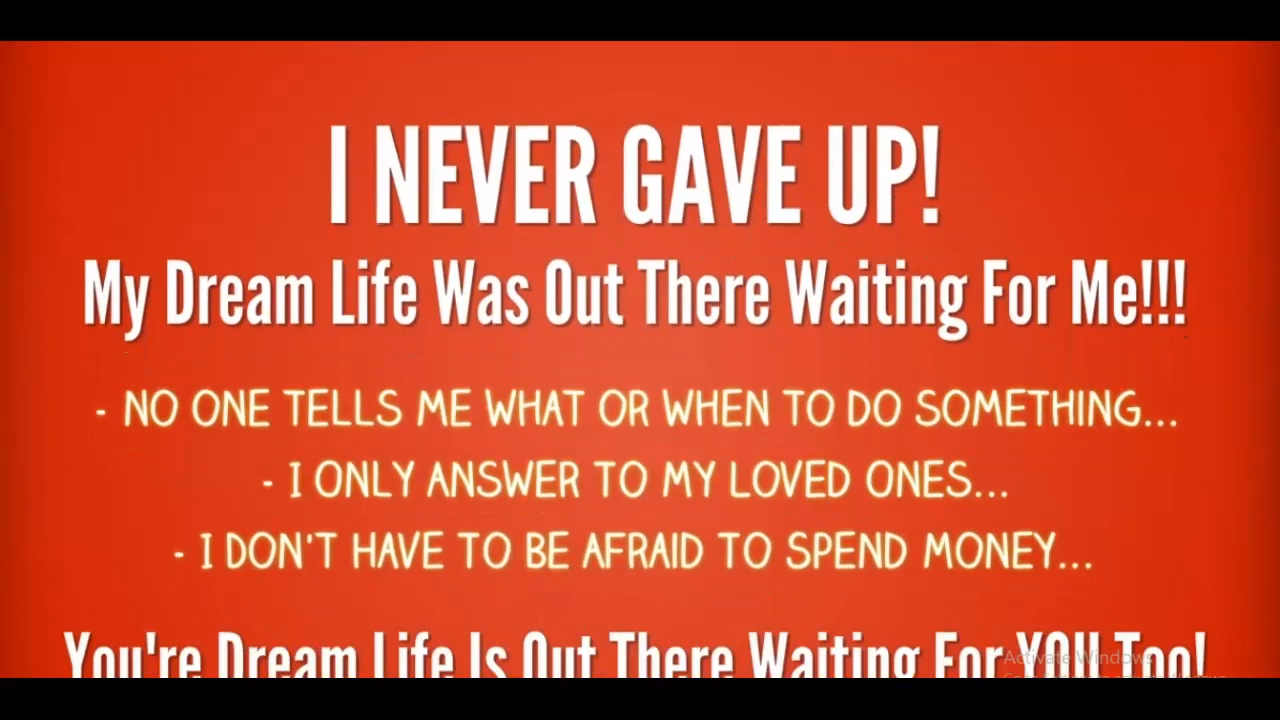 I NEVER GAVE UP!
My Dream Life Was Out There Waiting For Me!!!
- NO ONE TELLS ME WHAT OR WHEN TO DO SOMETHING...
- I ONLY ANSWER TO MY LOVED ONES...
- I DON'T HAVE TO BE AFRAID TO SPEND MONEY...
You're Dream Life Is Out There Waiting For YOU Too!
Activate Windows